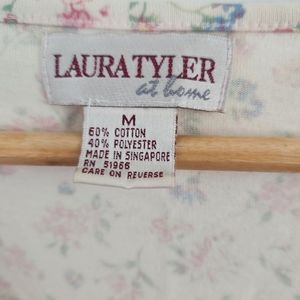 LAURA TYLER
at home
M
60% COTTON
40% POLYESTER
MADE IN SINGAPORE
RN 51966
CARE ON REVERSE